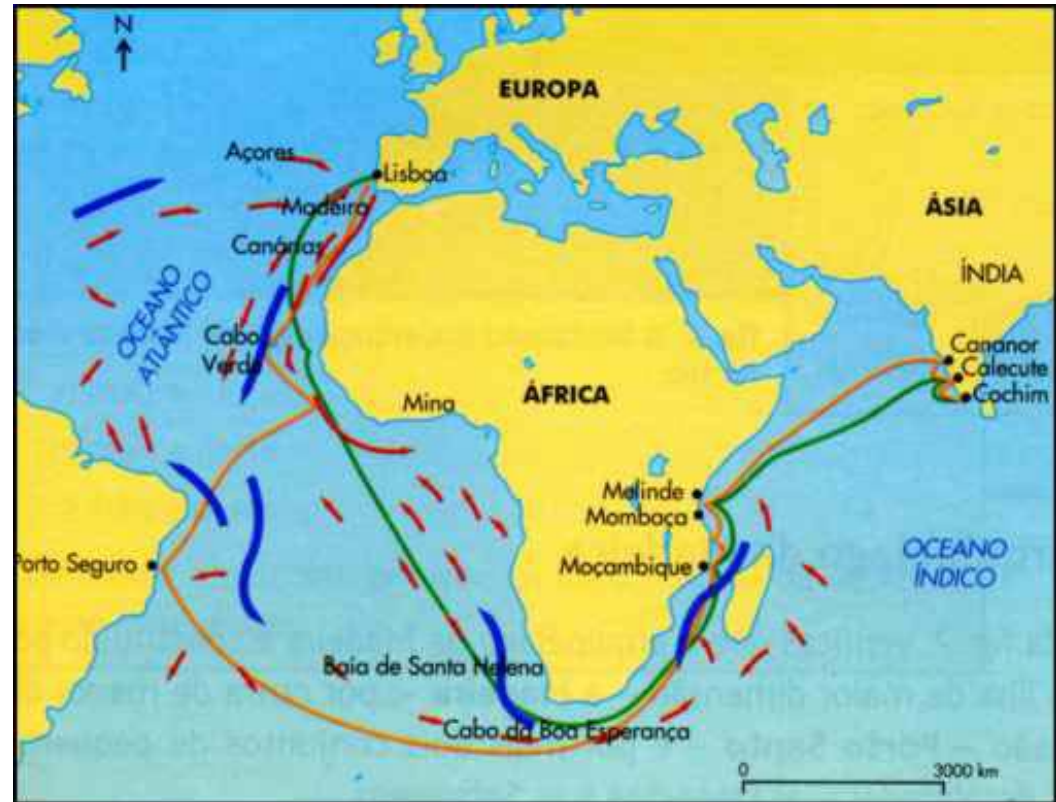 N
EUROPA
Açores
Lisboa
Madeira
ÁSIA
Canárias
ÍNDIA
OCEANO
ATLÂNTICO
Cabo
Verde
Cananor
Calecute
Cochim
Mina
ÁFRICA
Melinde
Mombaça
Porto Seguro
Moçambique
OCEANO
ÍNDICO
Baía de Santa Helena
Cabo da Boa Esperança
0
3000 km